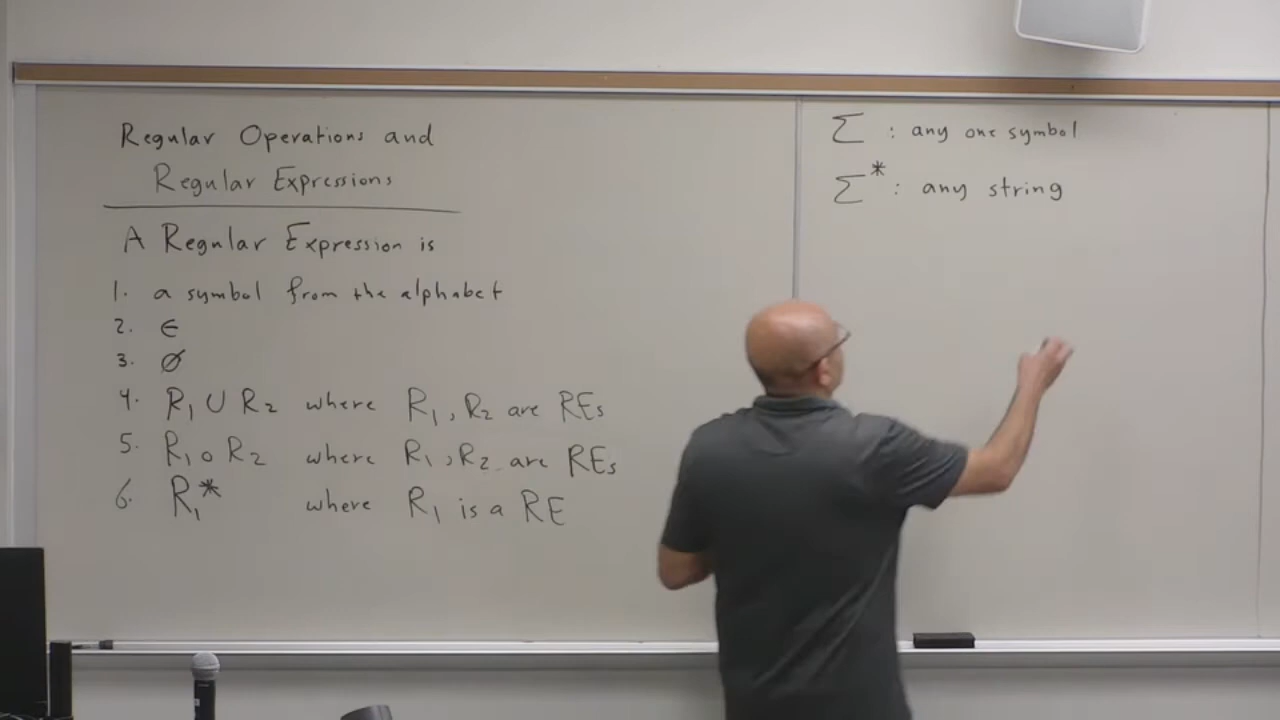 Regular Operations and
Regular Expressions
A Regular Expression is
1. a symbol from the alphabet
2. ∈
3. ∅
4. R₁ ∪ R₂ where R₁, R₂ are REs
5. R₁ ∘ R₂ where R₁, R₂ are REs
6. R₁* where R₁ is a RE
Σ : any one symbol
Σ* : any string